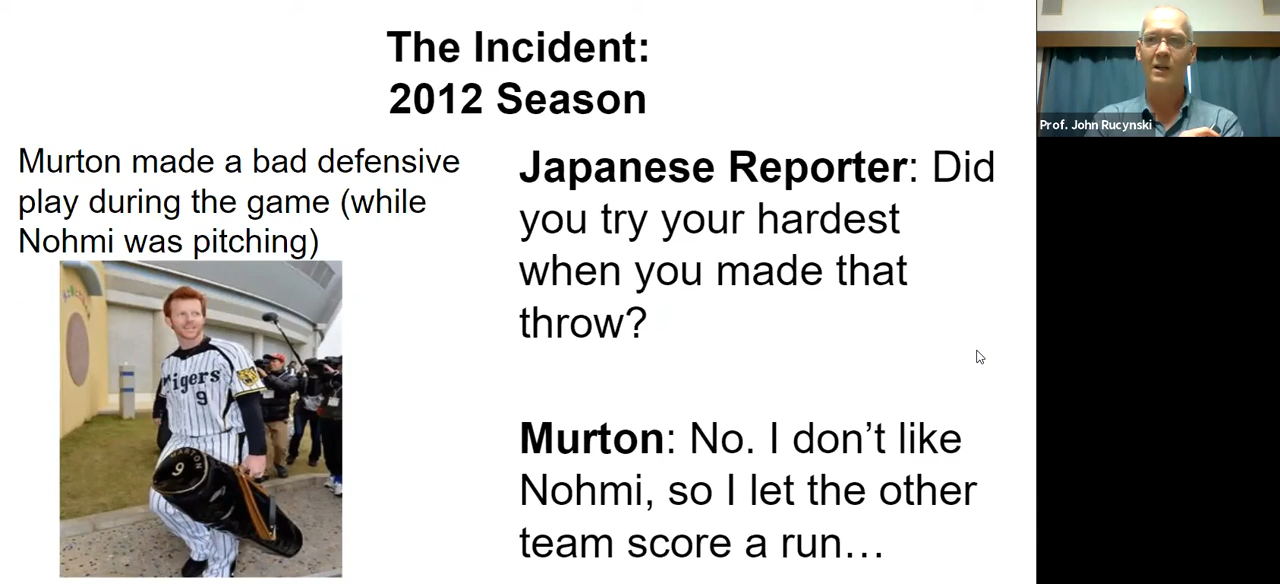 The Incident:
2012 Season
Prof. John Rucynski
Murton made a bad defensive
play during the game (while
Nohmi was pitching)
Japanese Reporter: Did
you try your hardest
when you made that
throw?
Murton: No. I don’t like
Nohmi, so I let the other
team score a run…
Tigers
9
MURTON
9